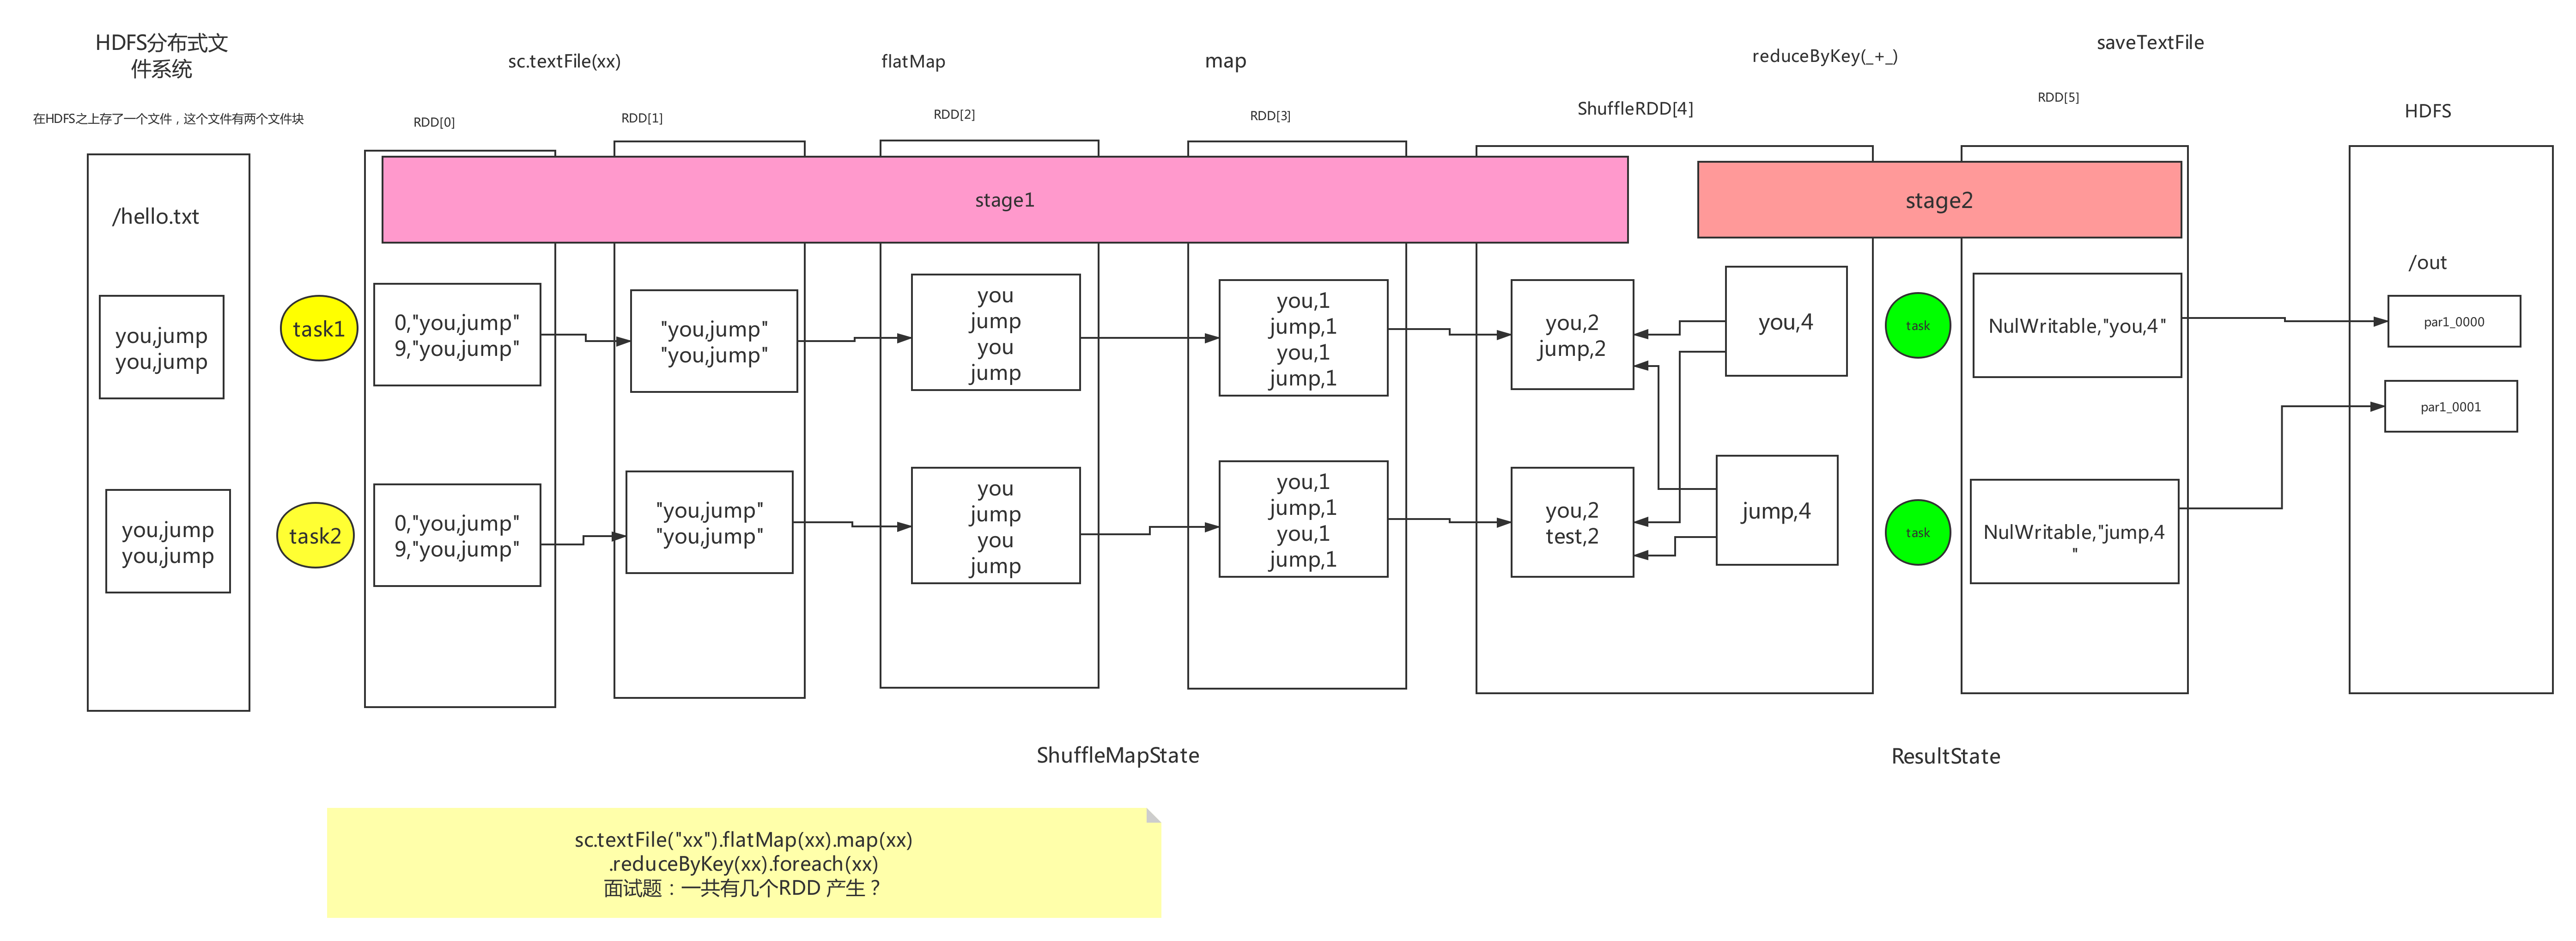 HDFS分布式文
件系统
在HDFS之上存了一个文件，这个文件有两个文件块
sc.textFile(xx)
flatMap
map
reduceByKey(_+_)
saveTextFile
RDD[0]
RDD[1]
RDD[2]
RDD[3]
ShuffleRDD[4]
RDD[5]
HDFS
stage1
stage2
/hello.txt
/out
you,jump
you,jump
task1
0,"you,jump"
9,"you,jump"
"you,jump"
"you,jump"
you
jump
you
jump
you,1
jump,1
you,1
jump,1
you,2
jump,2
you,4
task
NulWritable,"you,4"
par1_0000
par1_0001
you,jump
you,jump
task2
0,"you,jump"
9,"you,jump"
"you,jump"
"you,jump"
you
jump
you
jump
you,1
jump,1
you,1
jump,1
you,2
test,2
jump,4
task
NulWritable,"jump,4
"
ShuffleMapState
ResultState
sc.textFile("xx").flatMap(xx).map(xx)
.reduceByKey(xx).foreach(xx)
面试题：一共有几个RDD 产生？